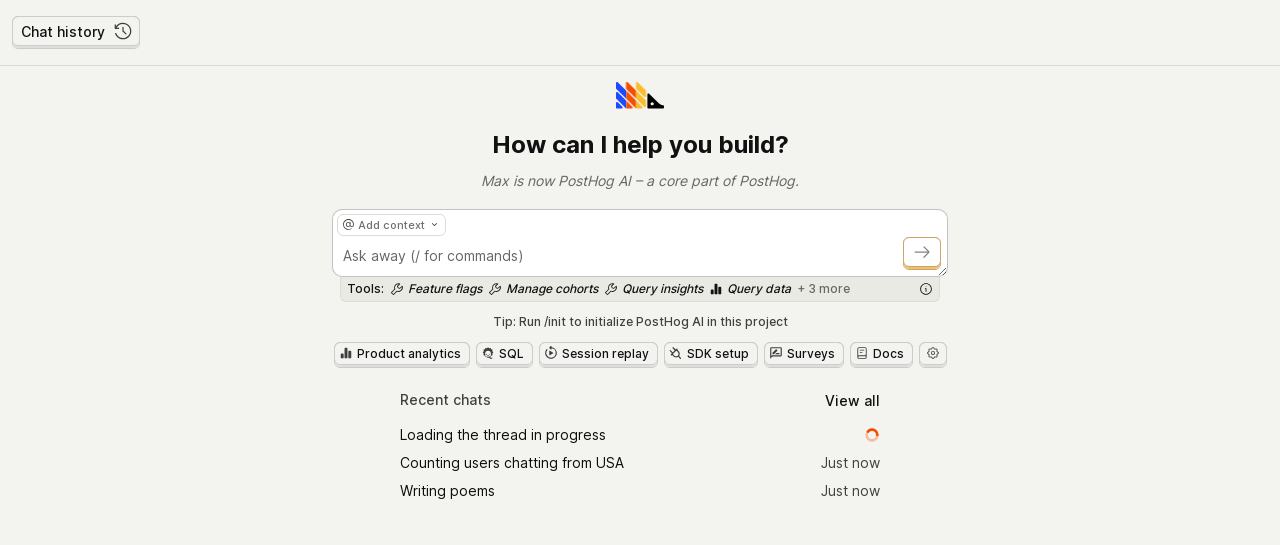 Chat history
How can I help you build?
Max is now PostHog AI – a core part of PostHog.
@ Add context
Ask away (/ for commands)
Tools: Feature flags Manage cohorts Query insights Query data + 3 more
Tip: Run /init to initialize PostHog AI in this project
Product analytics SQL Session replay SDK setup Surveys Docs
Recent chats View all
Loading the thread in progress
Counting users chatting from USA Just now
Writing poems Just now